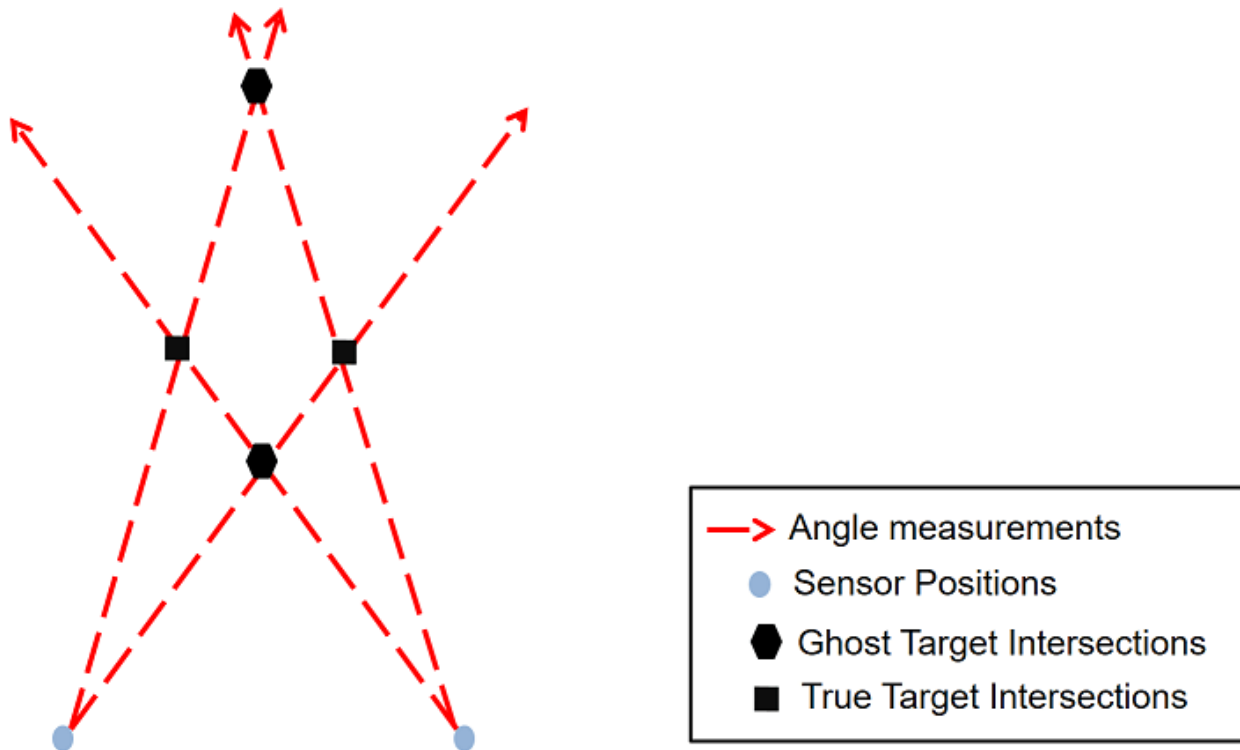 Angle measurements
Sensor Positions
Ghost Target Intersections
True Target Intersections